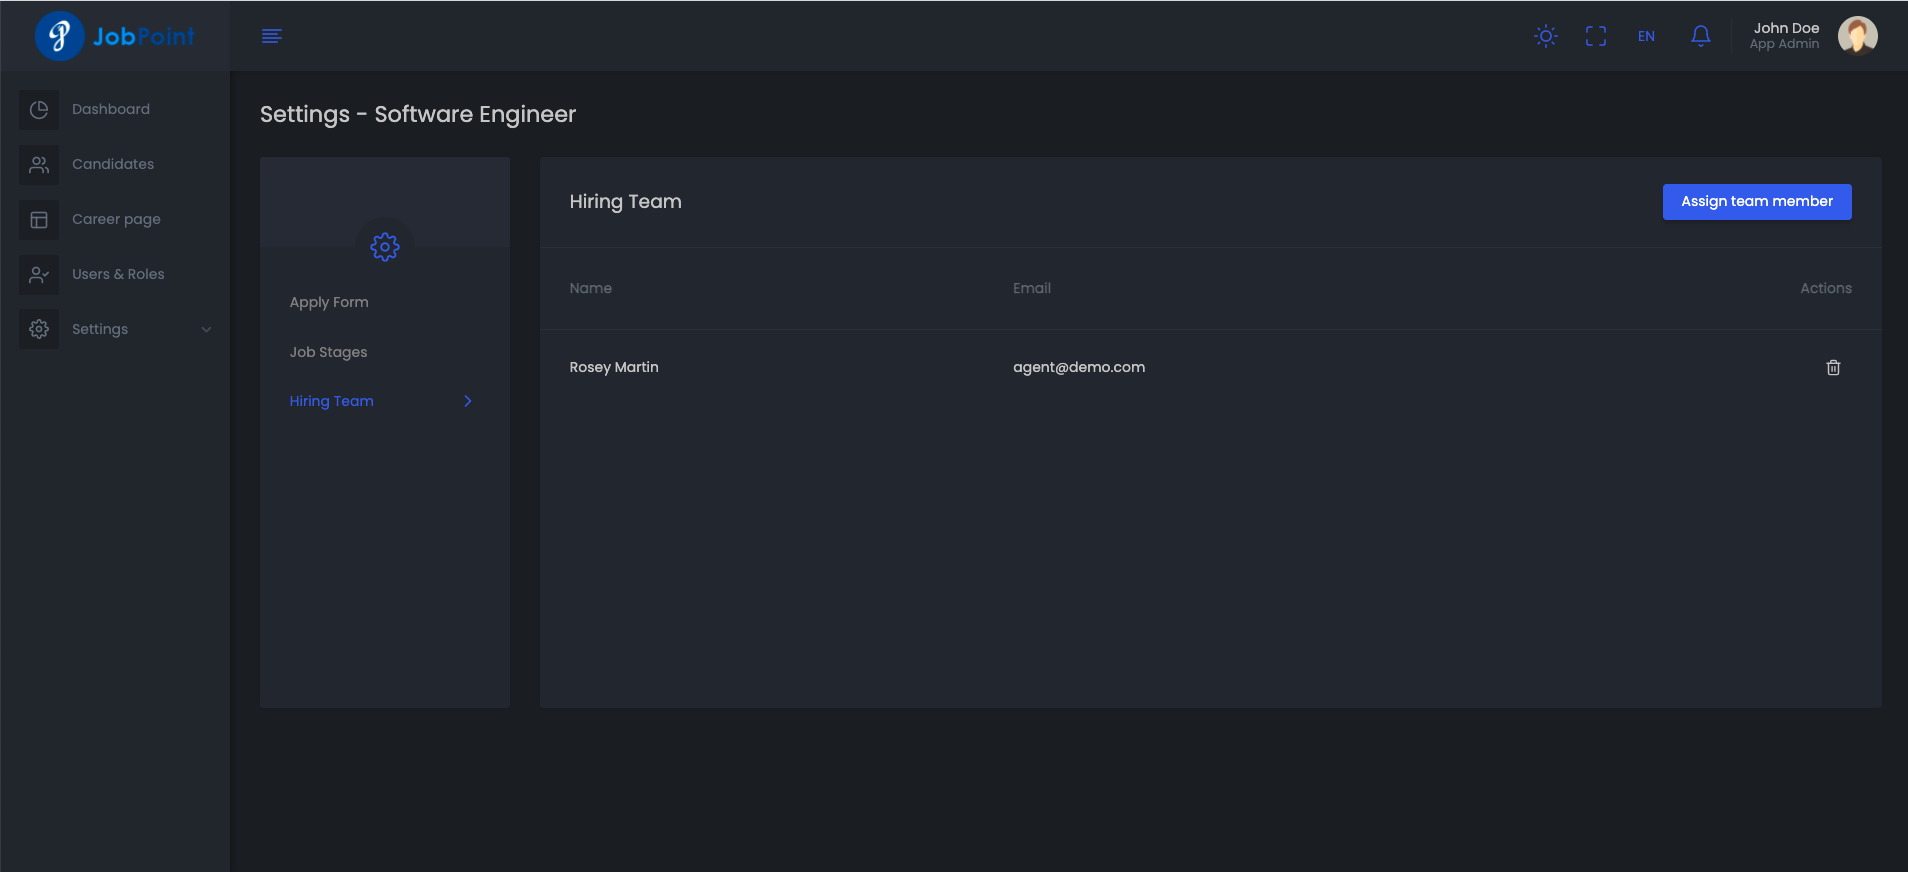 JobPoint
EN
John Doe
App Admin
Dashboard
Candidates
Career page
Users & Roles
Settings
Settings - Software Engineer
Apply Form
Job Stages
Hiring Team
Hiring Team
Assign team member
Name Email Actions
Rosey Martin agent@demo.com